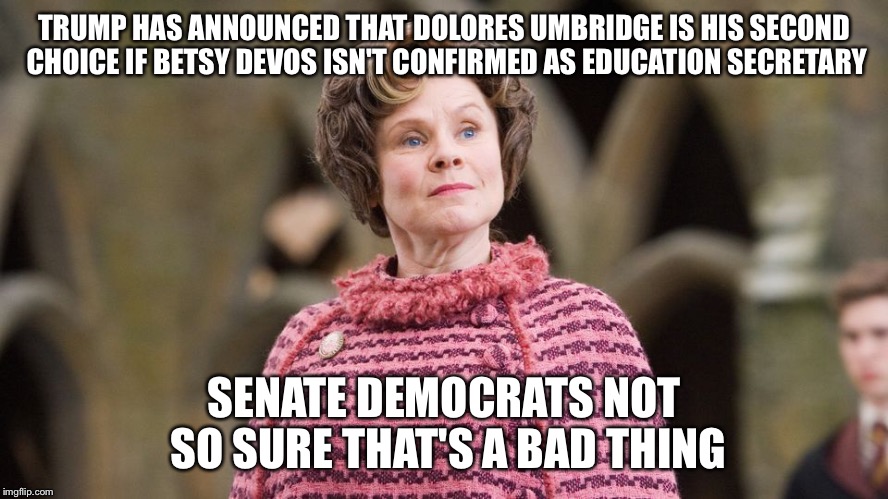 TRUMP HAS ANNOUNCED THAT DOLORES UMBRIDGE IS HIS SECOND
CHOICE IF BETSY DEVOS ISN'T CONFIRMED AS EDUCATION SECRETARY
SENATE DEMOCRATS NOT
SO SURE THAT'S A BAD THING
imgflip.com